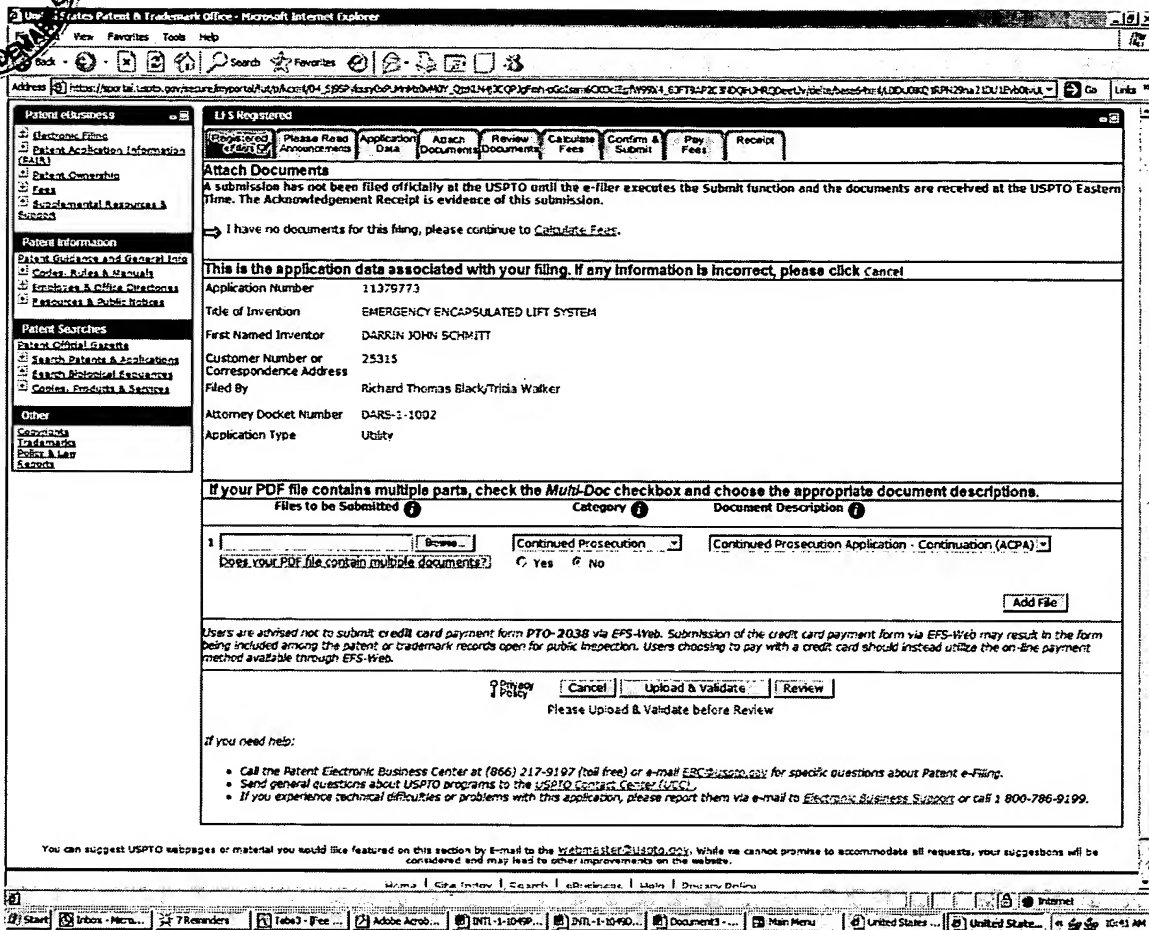 United States Patent & Trademark Office - Microsoft Internet Explorer
View Favorites Tools Help
Back Search Favorites
Address Go Links
Patent eBusiness
Electronic Filing
Patent Application Information (PAIR)
Patent Ownership
Fees
Supplemental Resources & Support
Patent Information
Patent Guidance and General Info
Codes, Rules & Manuals
Employee & Office Directories
Resources & Public Notices
Patent Searches
Patent Official Gazette
Search Patents & Applications
Search Biological Sequences
Copies, Products & Services
Other
Copyrights
Trademarks
Policy & Law
Reports
EFS Registered
Registered eFilers Please Read Announcements Application Data Attach Documents Review Documents Calculate Fees Confirm & Submit Pay Fees Receipt
Attach Documents
A submission has not been filed officially at the USPTO until the e-filer executes the Submit function and the documents are received at the USPTO Eastern
Time. The Acknowledgement Receipt is evidence of this submission.
I have no documents for this filing, please continue to Calculate Fees.
This is the application data associated with your filing. If any information is incorrect, please click Cancel
Application Number 11379773
Title of Invention EMERGENCY ENCAPSULATED LIFT SYSTEM
First Named Inventor DARRIN JOHN SCHMITT
Customer Number or Correspondence Address 25315
Filed By Richard Thomas Black/Tricia Walker
Attorney Docket Number DARS-1-1002
Application Type Utility
If your PDF file contains multiple parts, check the Multi-Doc checkbox and choose the appropriate document descriptions.
Files to be Submitted Category Document Description
1 Browse... Continued Prosecution Continued Prosecution Application - Continuation (ACPA)
Does your PDF file contain multiple documents? Yes No
Add File
Users are advised not to submit credit card payment form PTO-2038 via EFS-Web. Submission of the credit card payment form via EFS-Web may result in the form
being included among the patent or trademark records open for public inspection. Users choosing to pay with a credit card should instead utilize the on-line payment
method available through EFS-Web.
Privacy Policy Cancel Upload & Validate Review
Please Upload & Validate before Review
If you need help:
• Call the Patent Electronic Business Center at (866) 217-9197 (toll free) or e-mail EBC@uspto.gov for specific questions about Patent e-Filing.
• Send general questions about USPTO programs to the USPTO Contact Center (UCC).
• If you experience technical difficulties or problems with this application, please report them via e-mail to Electronic Business Support or call 1 800-786-9199.
You can suggest USPTO webpages or material you would like featured on this section by E-mail to the webmaster@uspto.gov. While we cannot promise to accommodate all requests, your suggestions will be
considered and may lead to other improvements on the website.
Home | Site Index | Search | eBusiness | Help | Privacy Policy
Internet
Start Inbox - Micro... 7 Reminders Adobe Acrob... Document3 - ... Main Menu United States ... United State... 10:41 AM